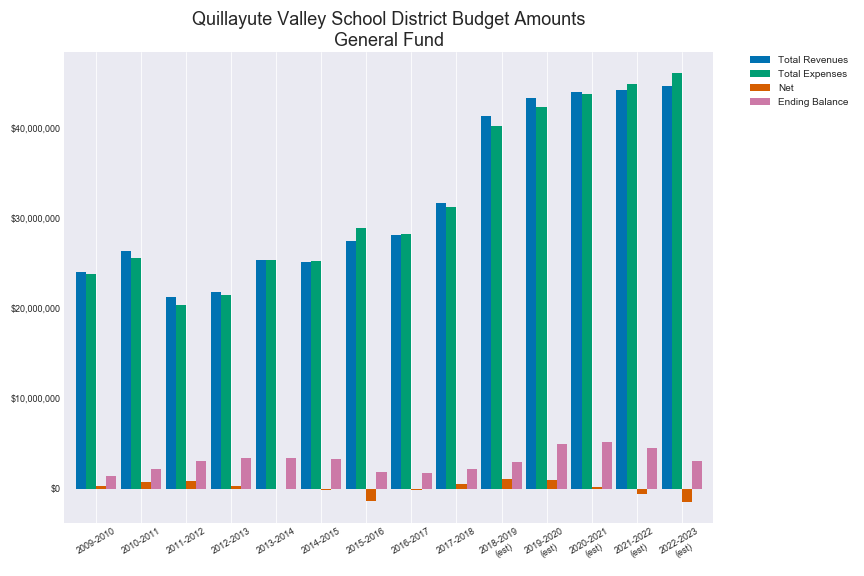 Quillayute Valley School District Budget Amounts
General Fund
Total Revenues
Total Expenses
Net
Ending Balance
$40,000,000
$30,000,000
$20,000,000
$10,000,000
$0
2009-2010
2010-2011
2011-2012
2012-2013
2013-2014
2014-2015
2015-2016
2016-2017
2017-2018
2018-2019
(est)
2019-2020
(est)
2020-2021
(est)
2021-2022
(est)
2022-2023
(est)